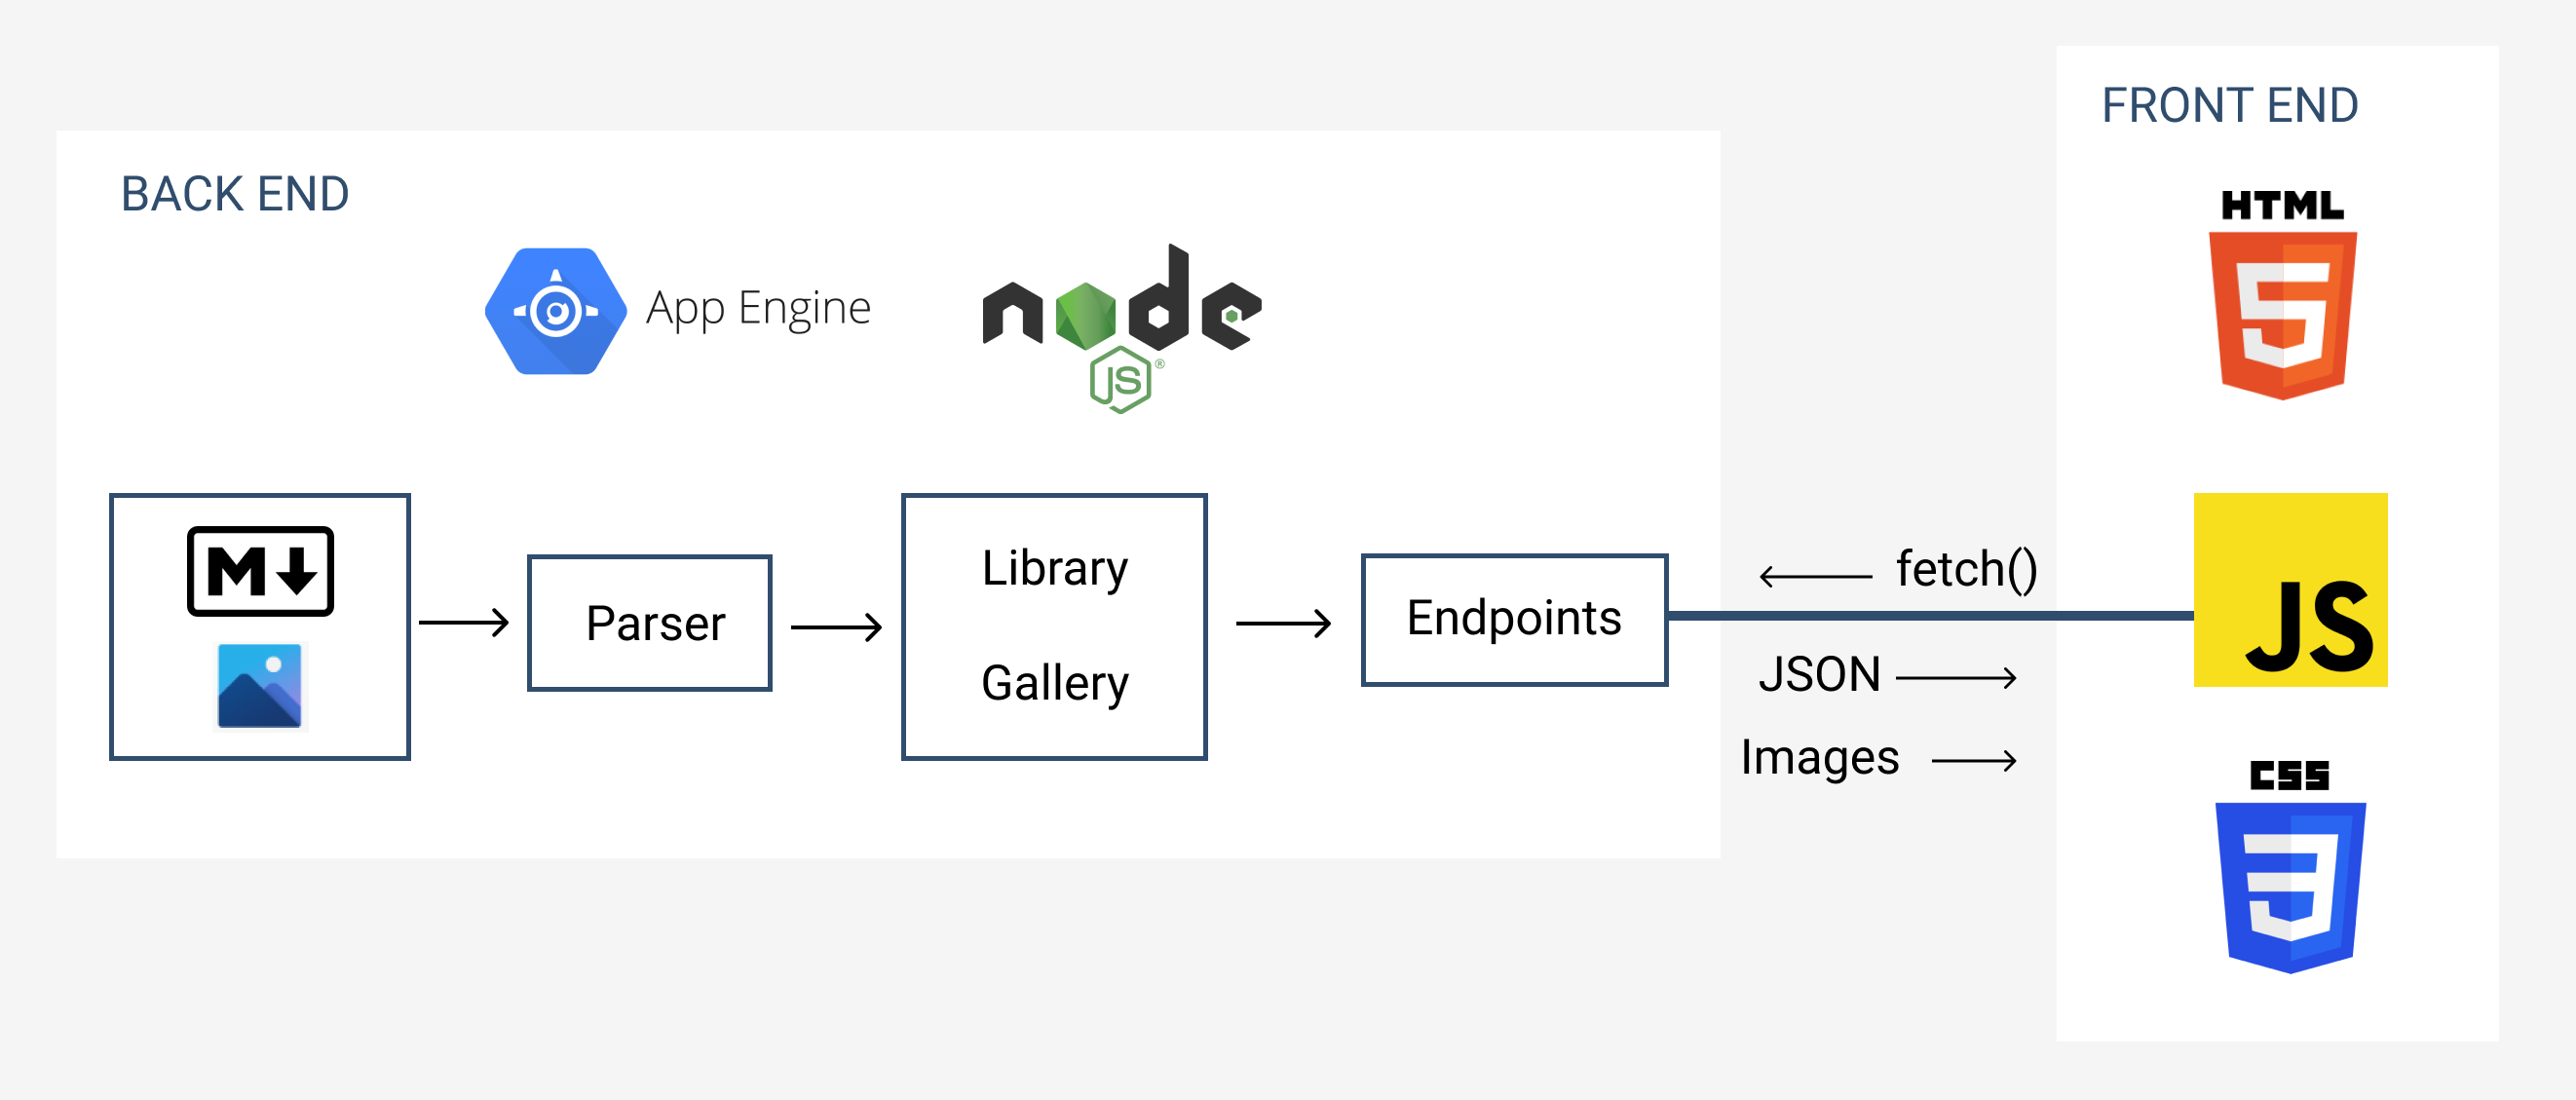 BACK END
App Engine
node
JS®
M
Parser
Library
Gallery
Endpoints
fetch()
JSON
Images
FRONT END
HTML
5
JS
CSS
3